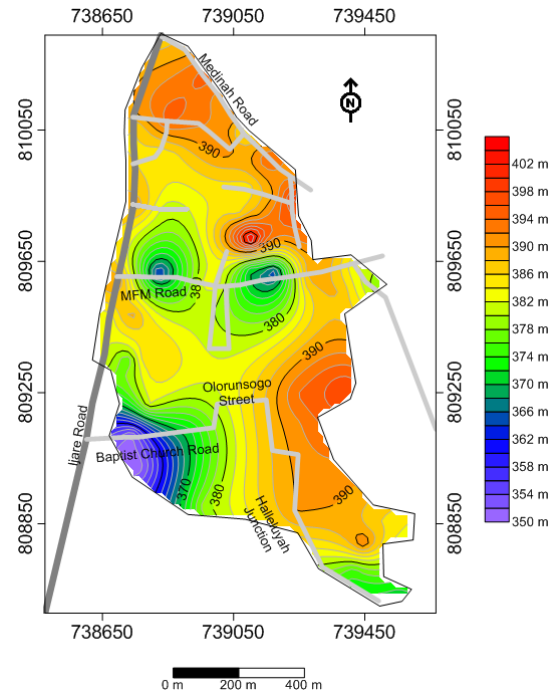 738650 739050 739450
Medinah Road
N
810050 810050
390
402 m
398 m
394 m
390 m
386 m
382 m
378 m
374 m
370 m
366 m
362 m
358 m
354 m
350 m
390
809650 809650
MFM Road
38
380
390
809250 809250
Olorunsogo
Street
Ijare Road
Baptist Church Road
370
380
390
Halleluyah
Junction
808850 808850
738650 739050 739450
0 m 200 m 400 m